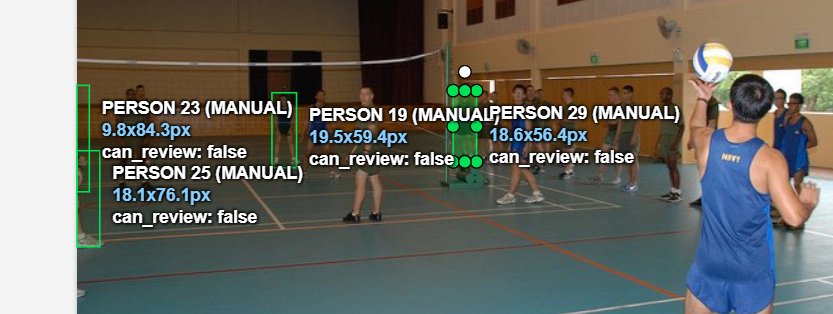 PERSON 23 (MANUAL)
9.8x84.3px
can_review: false
PERSON 19 (MANUAL)
19.5x59.4px
can_review: false
PERSON 29 (MANUAL)
18.6x56.4px
can_review: false
PERSON 25 (MANUAL)
18.1x76.1px
can_review: false
NAVY